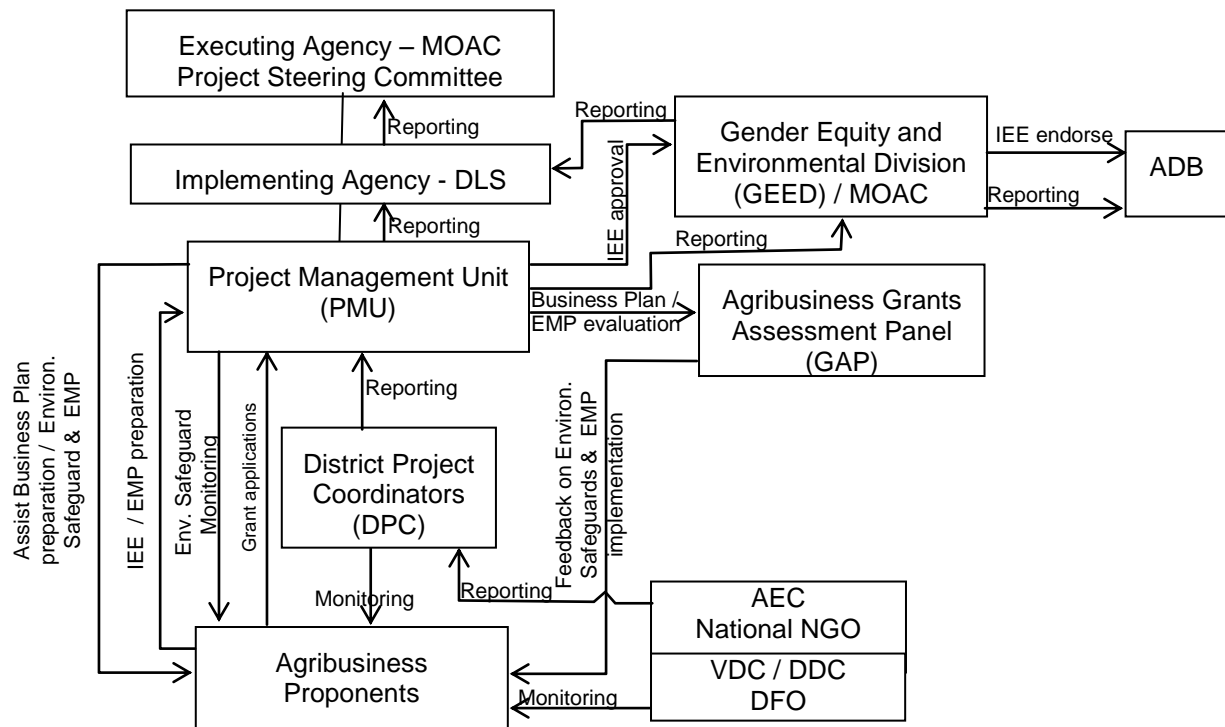 Executing Agency – MOAC
Project Steering Committee
Reporting
Reporting
Gender Equity and
Environmental Division
(GEED) / MOAC
IEE endorse
ADB
Implementing Agency - DLS
IEE approval
Reporting
Reporting
Reporting
Project Management Unit
(PMU)
Business Plan /
EMP evaluation
Agribusiness Grants
Assessment Panel
(GAP)
Assist Business Plan
preparation / Environ.
Safeguard & EMP
IEE / EMP preparation
Env. Safeguard
Monitoring
Grant applications
Reporting
District Project
Coordinators
(DPC)
Feedback on Environ.
Safeguards & EMP
implementation
Monitoring
Reporting
AEC
National NGO
VDC / DDC
DFO
Agribusiness
Proponents
Monitoring